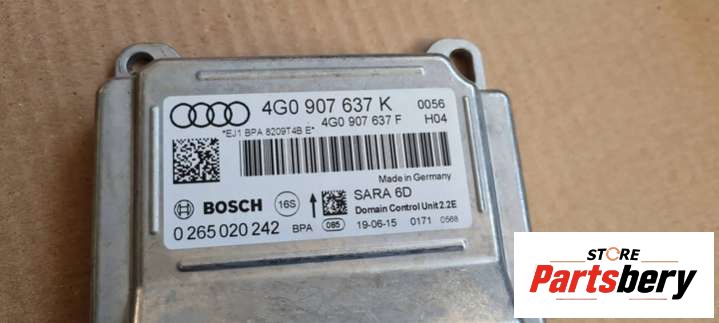 4G0 907 637 K 0056
4G0 907 637 F H04
*EJ1 BPA 8209T4B E*
Made in Germany
BOSCH 16S SARA 6D
Domain Control Unit 2.2E
0 265 020 242 BPA 085 19-06-15 0171 0568
STORE
Partsbery